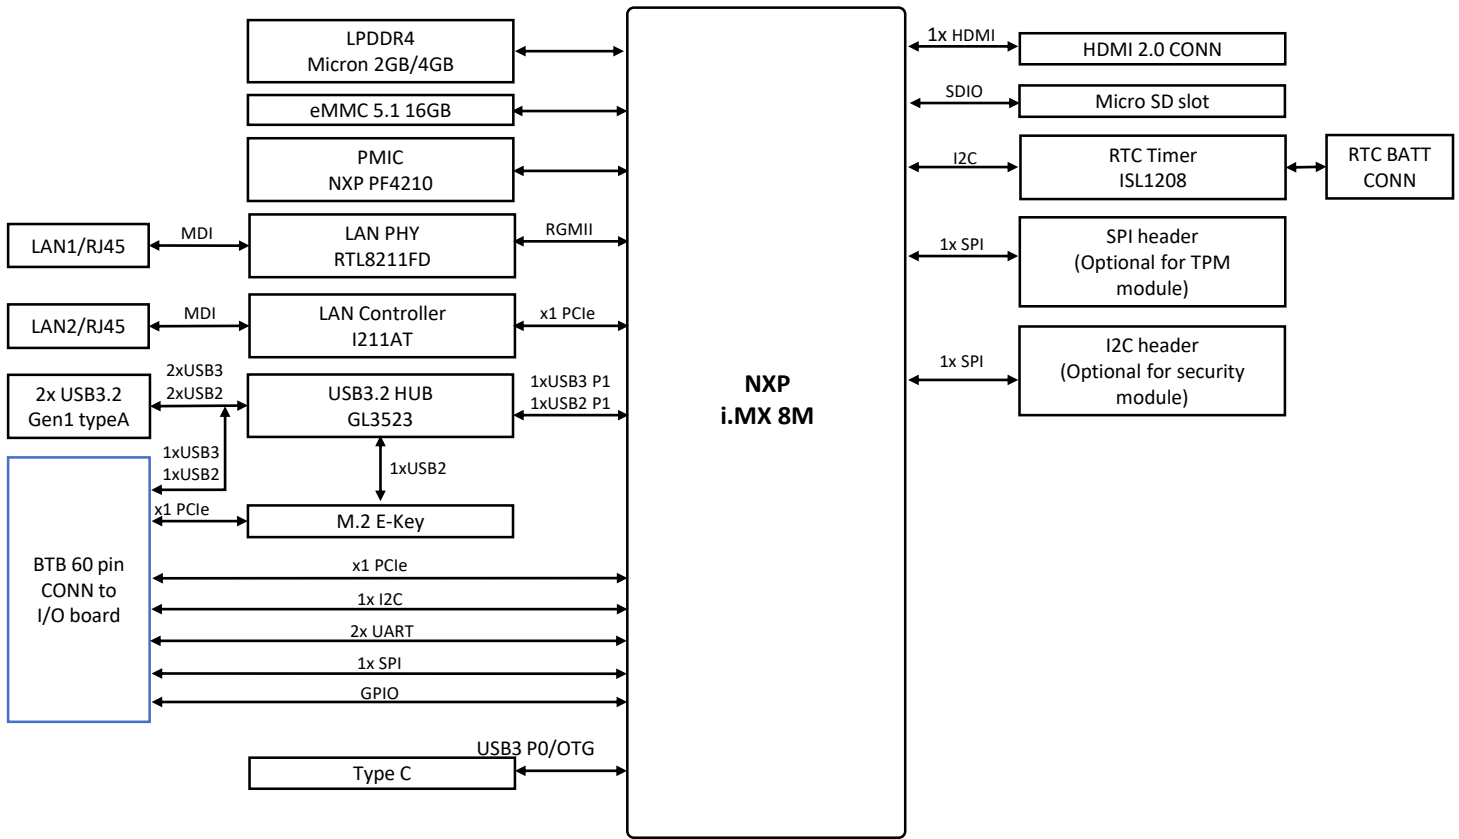 LPDDR4
Micron 2GB/4GB
eMMC 5.1 16GB
PMIC
NXP PF4210
LAN1/RJ45
MDI
LAN PHY
RTL8211FD
RGMII
LAN2/RJ45
MDI
LAN Controller
I211AT
x1 PCIe
2x USB3.2
Gen1 typeA
2xUSB3
2xUSB2
USB3.2 HUB
GL3523
1xUSB3 P1
1xUSB2 P1
1xUSB3
1xUSB2
1xUSB2
x1 PCIe
M.2 E-Key
BTB 60 pin
CONN to
I/O board
x1 PCIe
1x I2C
2x UART
1x SPI
GPIO
USB3 P0/OTG
Type C
NXP
i.MX 8M
1x HDMI
HDMI 2.0 CONN
SDIO
Micro SD slot
I2C
RTC Timer
ISL1208
RTC BATT
CONN
1x SPI
SPI header
(Optional for TPM
module)
1x SPI
I2C header
(Optional for security
module)